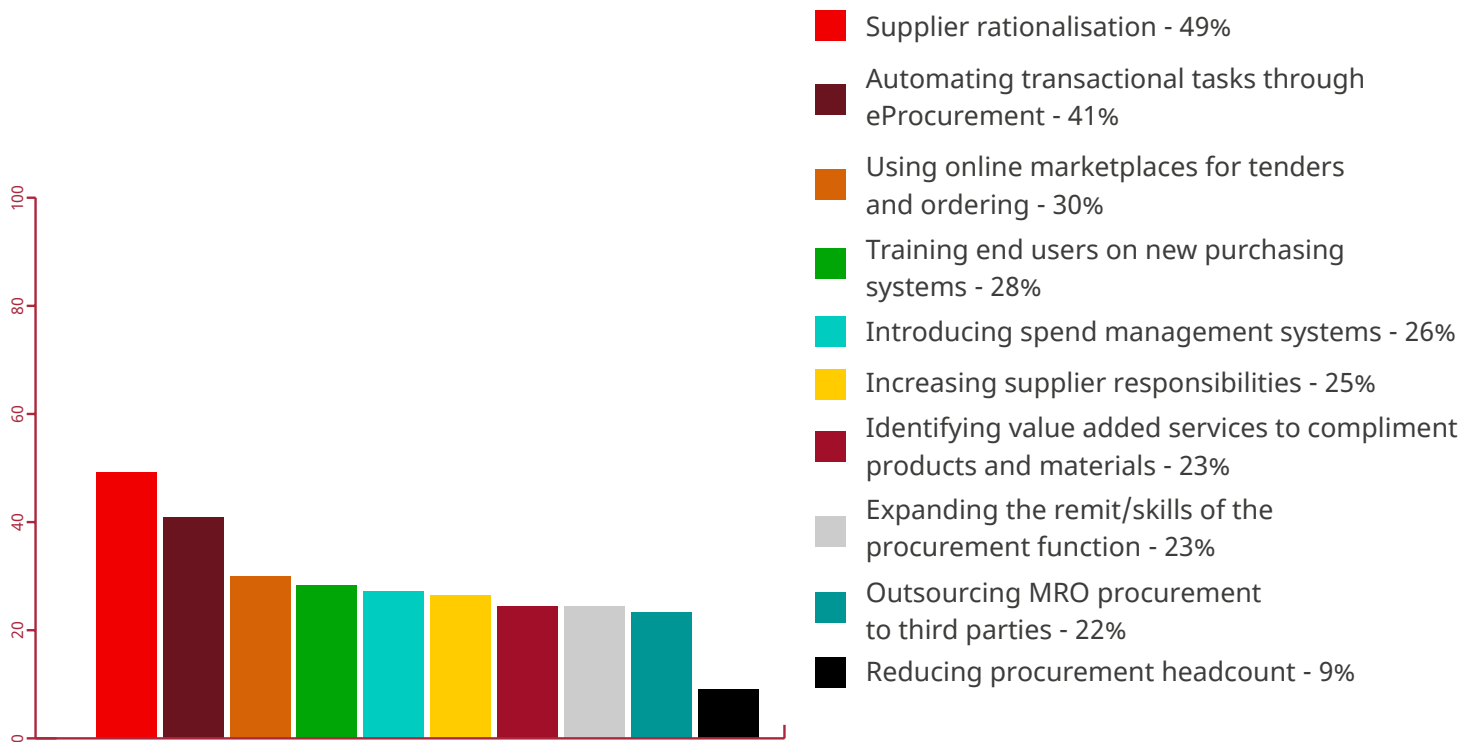 Supplier rationalisation - 49%
Automating transactional tasks through
eProcurement - 41%
Using online marketplaces for tenders
and ordering - 30%
Training end users on new purchasing
systems - 28%
Introducing spend management systems - 26%
Increasing supplier responsibilities - 25%
Identifying value added services to compliment
products and materials - 23%
Expanding the remit/skills of the
procurement function - 23%
Outsourcing MRO procurement
to third parties - 22%
Reducing procurement headcount - 9%
100
80
60
40
20
0